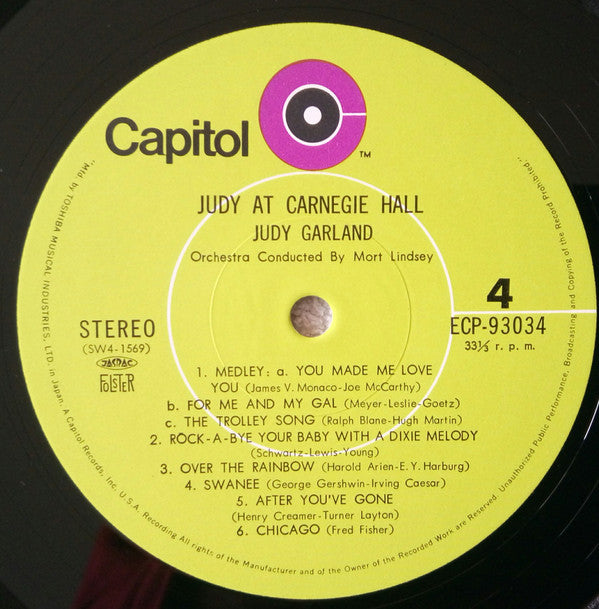 Capitol
TM
JUDY AT CARNEGIE HALL
JUDY GARLAND
Orchestra Conducted By Mort Lindsey
4
STEREO
(SW4-1569)
JASRAC
FOLSTER
ECP-93034
33⅓ r. p. m.
1. MEDLEY: a. YOU MADE ME LOVE
YOU (James V. Monaco-Joe McCarthy)
b. FOR ME AND MY GAL (Meyer-Leslie-Goetz)
c. THE TROLLEY SONG (Ralph Blane-Hugh Martin)
2. ROCK-A-BYE YOUR BABY WITH A DIXIE MELODY
(Schwartz-Lewis-Young)
3. OVER THE RAINBOW (Harold Arlen-E. Y. Harburg)
4. SWANEE (George Gershwin-Irving Caesar)
5. AFTER YOU'VE GONE
(Henry Creamer-Turner Layton)
6. CHICAGO (Fred Fisher)
"Mfd. by TOSHIBA MUSICAL INDUSTRIES, LTD. in Japan, A Capitol Records, Inc. U. S. A. Recording. All rights of the Manufacturer and of the Owner of the Recorded Work are Reserved. Unauthorized Public Performance, Broadcasting and Copying of the Record Prohibited"